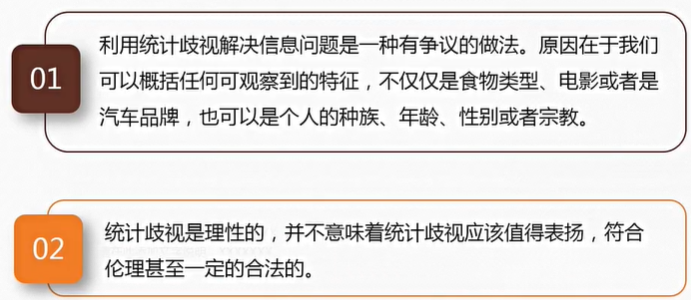 01
利用统计歧视解决信息问题是一种有争议的做法。原因在于我们
可以概括任何可观察到的特征，不仅仅是食物类型、电影或者是
汽车品牌，也可以是个人的种族、年龄、性别或者宗教。
02
统计歧视是理性的，并不意味着统计歧视应该值得表扬，符合
伦理甚至一定的合法的。